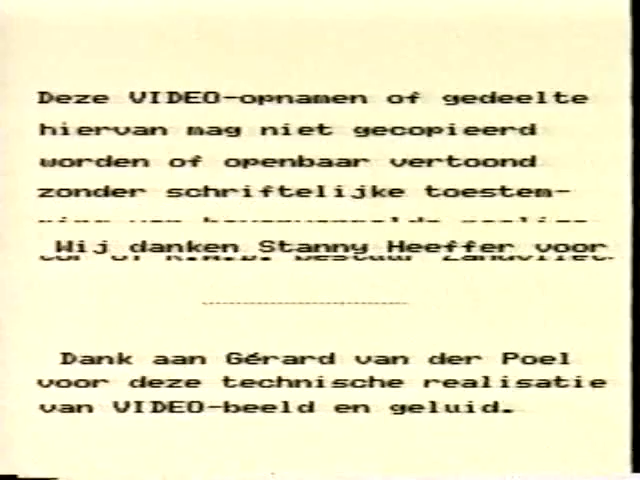 Deze VIDEO-opnamen of gedeelte
hiervan mag niet gecopieerd
worden of openbaar vertoond
zonder schriftelijke toestem-
Wij danken Stanny Heeffer voor
Dank aan Gérard van der Poel
voor deze technische realisatie
van VIDEO-beeld en geluid.